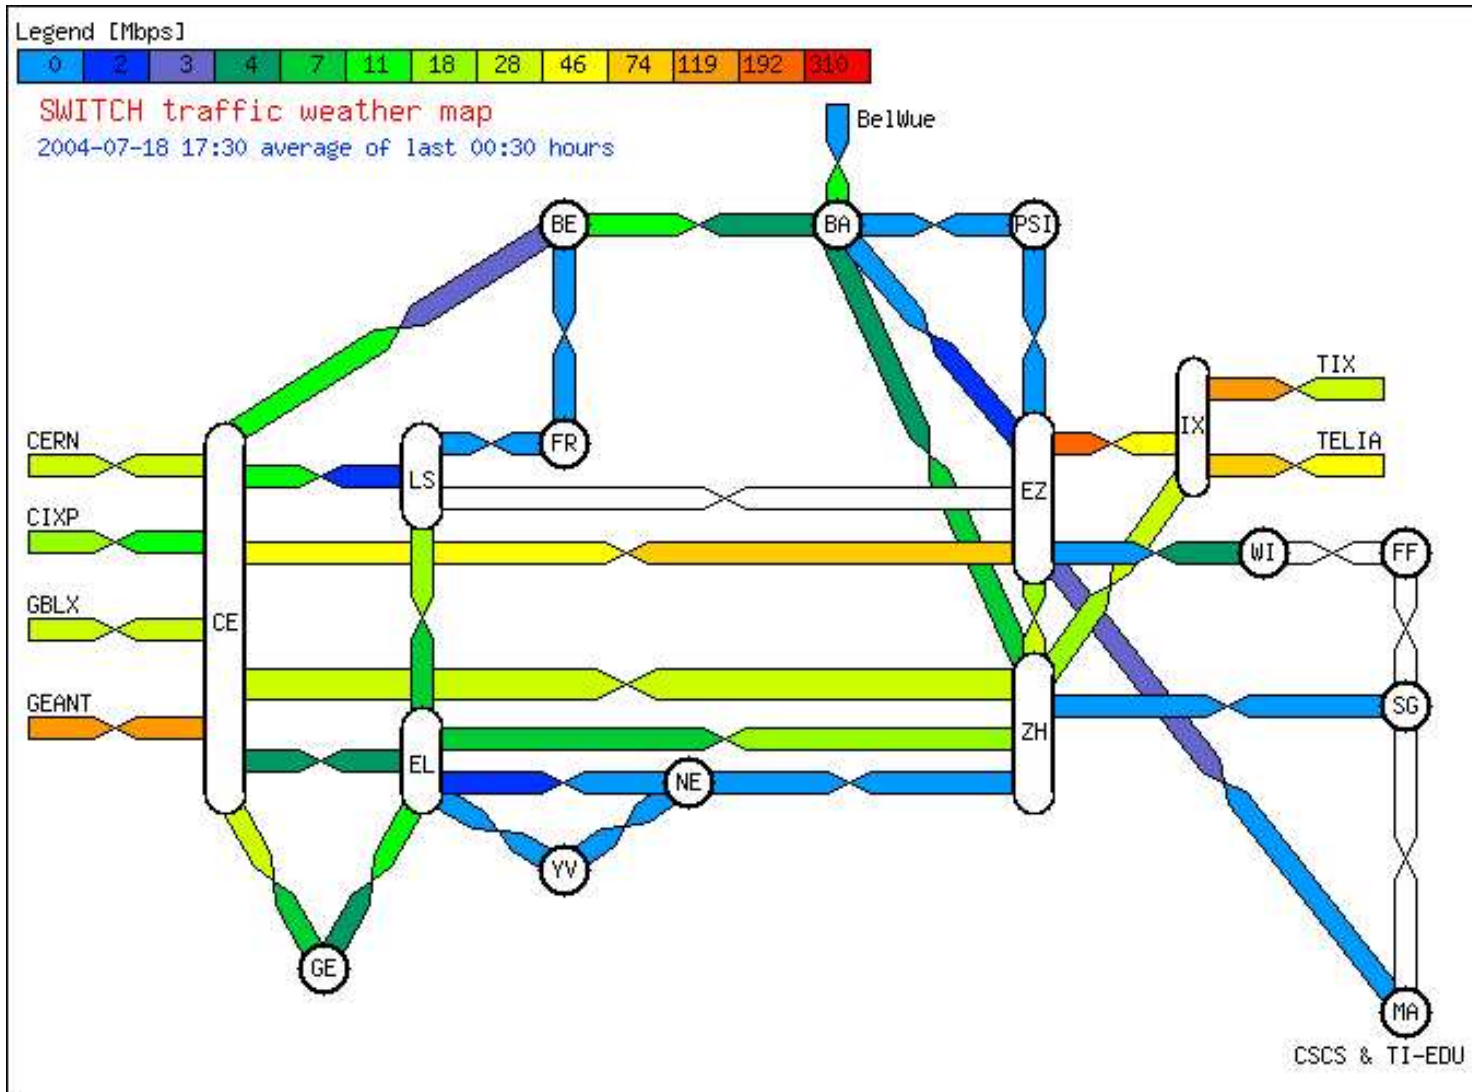 Legend [Mbps]
0 2 3 4 7 11 18 28 46 74 119 192 310
SWITCH traffic weather map
2004-07-18 17:30 average of last 00:30 hours
BelWue
BE BA PSI
TIX
IX
CERN
FR
TELIA
LS
EZ
CIXP
WI FF
GBLX
CE
GEANT
SG
ZH
EL
NE
YV
GE
MA
CSCS & TI-EDU